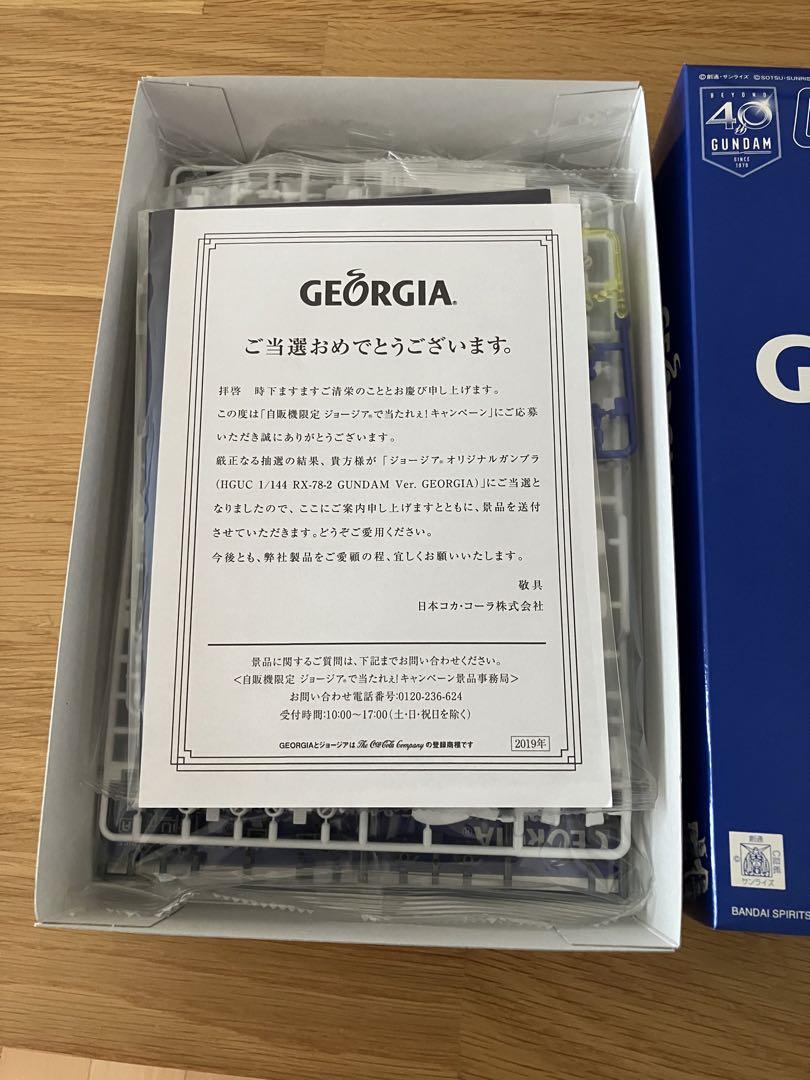 GEORGIA®
ご当選おめでとうございます。
拝啓　時下ますますご清栄のこととお慶び申し上げます。
この度は「自販機限定 ジョージア®で当たれぇ!キャンペーン」にご応募
いただき誠にありがとうございます。
厳正なる抽選の結果、貴方様が「ジョージア®オリジナルガンプラ
(HGUC 1/144 RX-78-2 GUNDAM Ver. GEORGIA)」にご当選と
なりましたので、ここにご案内申し上げますとともに、景品を送付
させていただきます。どうぞご愛用ください。
今後とも、弊社製品をご愛顧の程、宜しくお願いいたします。
敬具
日本コカ・コーラ株式会社
景品に関するご質問は、下記までお問い合わせください。
<自販機限定 ジョージア®で当たれぇ!キャンペーン景品事務局>
お問い合わせ電話番号:0120-236-624
受付時間:10:00~17:00(土・日・祝日を除く)
GEORGIAとジョージアは The Coca-Cola Company の登録商標です
2019年
GEORGIA
©創通・サンライズ ©SOTSU・SUNRISE
BEYOND
40th
GUNDAM
SINCE
1979
G
創通
サンライズ
BANDAI SPIRITS